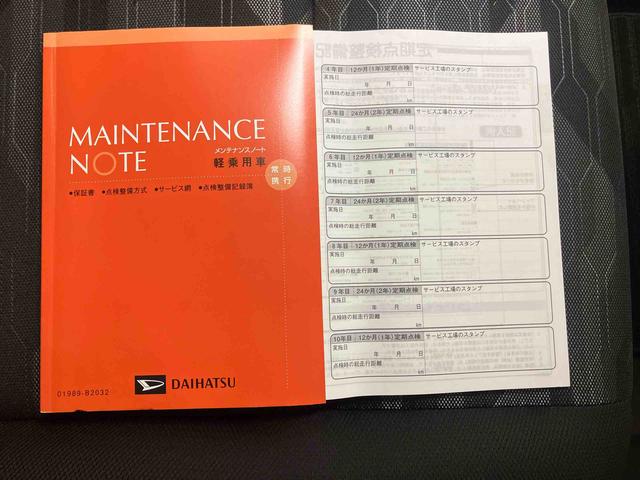 MAINTENANCE
NOTE
メンテナンスノート
軽乗用車
常時
携行
●保証書 ●点検整備方式 ●サービス網 ●点検整備記録簿
DAIHATSU
01989-B2032
4年目 12か月(1年)定期点検 サービス工場のスタンプ
実施日
年 月 日
点検時の総走行距離
km
5年目 24か月(2年)定期点検 サービス工場のスタンプ
実施日
年 月 日
点検時の総走行距離
km
6年目 12か月(1年)定期点検 サービス工場のスタンプ
実施日
年 月 日
点検時の総走行距離
km
7年目 24か月(2年)定期点検 サービス工場のスタンプ
実施日
年 月 日
点検時の総走行距離
km
8年目 12か月(1年)定期点検 サービス工場のスタンプ
実施日
年 月 日
点検時の総走行距離
km
9年目 24か月(2年)定期点検 サービス工場のスタンプ
実施日
年 月 日
点検時の総走行距離
km
10年目 12か月(1年)定期点検 サービス工場のスタンプ
実施日
年 月 日
点検時の総走行距離
km